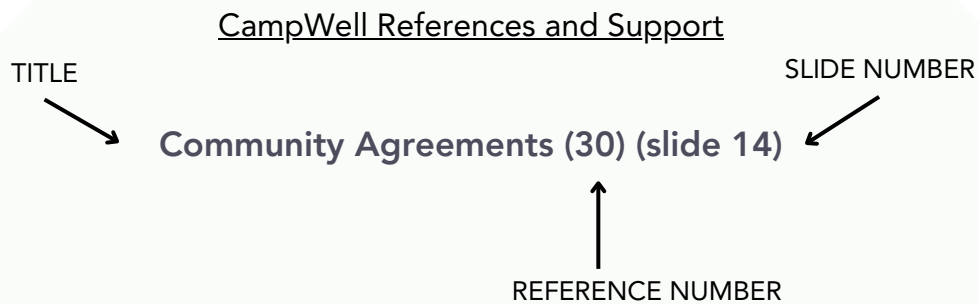 CampWell References and Support
TITLE
SLIDE NUMBER
Community Agreements (30) (slide 14)
REFERENCE NUMBER